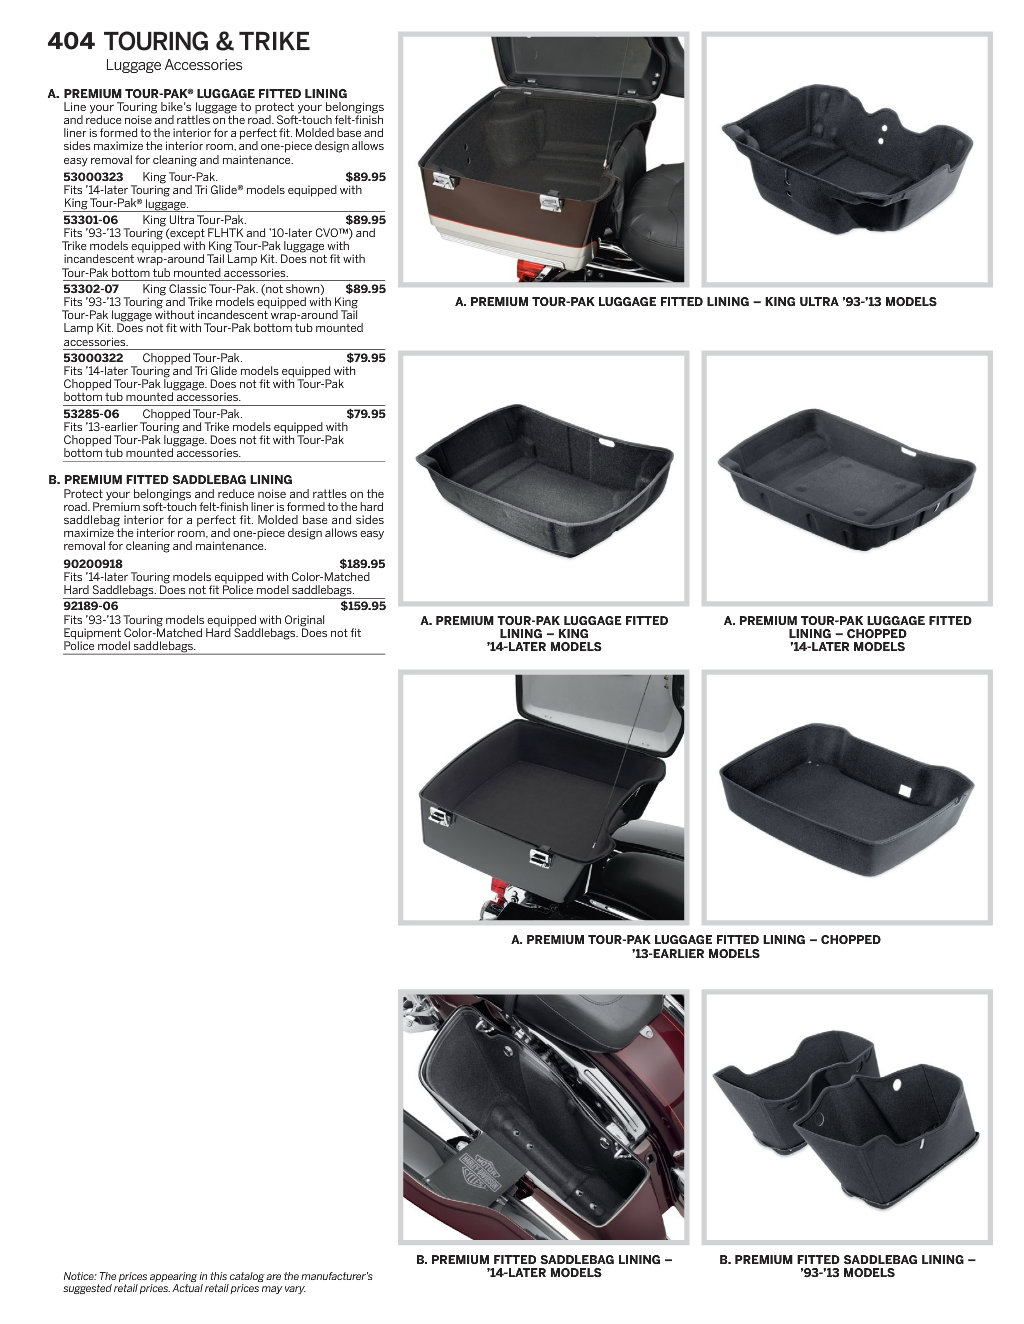 404 TOURING & TRIKE
Luggage Accessories
A. PREMIUM TOUR-PAK® LUGGAGE FITTED LINING
Line your Touring bike's luggage to protect your belongings
and reduce noise and rattles on the road. Soft-touch felt-finish
liner is formed to the interior for a perfect fit. Molded base and
sides maximize the interior room, and one-piece design allows
easy removal for cleaning and maintenance.
53000323 King Tour-Pak. $89.95
Fits ’14-later Touring and Tri Glide® models equipped with
King Tour-Pak® luggage.
53301-06 King Ultra Tour-Pak. $89.95
Fits ’93-’13 Touring (except FLHTK and ’10-later CVO™) and
Trike models equipped with King Tour-Pak luggage with
incandescent wrap-around Tail Lamp Kit. Does not fit with
Tour-Pak bottom tub mounted accessories.
53302-07 King Classic Tour-Pak. (not shown) $89.95
Fits ’93-’13 Touring and Trike models equipped with King
Tour-Pak luggage without incandescent wrap-around Tail
Lamp Kit. Does not fit with Tour-Pak bottom tub mounted
accessories.
53000322 Chopped Tour-Pak. $79.95
Fits ’14-later Touring and Tri Glide models equipped with
Chopped Tour-Pak luggage. Does not fit with Tour-Pak
bottom tub mounted accessories.
53285-06 Chopped Tour-Pak. $79.95
Fits ’13-earlier Touring and Trike models equipped with
Chopped Tour-Pak luggage. Does not fit with Tour-Pak
bottom tub mounted accessories.
B. PREMIUM FITTED SADDLEBAG LINING
Protect your belongings and reduce noise and rattles on the
road. Premium soft-touch felt-finish liner is formed to the hard
saddlebag interior for a perfect fit. Molded base and sides
maximize the interior room, and one-piece design allows easy
removal for cleaning and maintenance.
90200918 $189.95
Fits ’14-later Touring models equipped with Color-Matched
Hard Saddlebags. Does not fit Police model saddlebags.
92189-06 $159.95
Fits ’93-’13 Touring models equipped with Original
Equipment Color-Matched Hard Saddlebags. Does not fit
Police model saddlebags.
A. PREMIUM TOUR-PAK LUGGAGE FITTED LINING – KING ULTRA ’93-’13 MODELS
A. PREMIUM TOUR-PAK LUGGAGE FITTED
LINING – KING
’14-LATER MODELS
A. PREMIUM TOUR-PAK LUGGAGE FITTED
LINING – CHOPPED
’14-LATER MODELS
A. PREMIUM TOUR-PAK LUGGAGE FITTED LINING – CHOPPED
’13-EARLIER MODELS
MOTOR
HARLEY-DAVIDSON
CYCLES
B. PREMIUM FITTED SADDLEBAG LINING –
’14-LATER MODELS
B. PREMIUM FITTED SADDLEBAG LINING –
’93-’13 MODELS
Notice: The prices appearing in this catalog are the manufacturer's
suggested retail prices. Actual retail prices may vary.